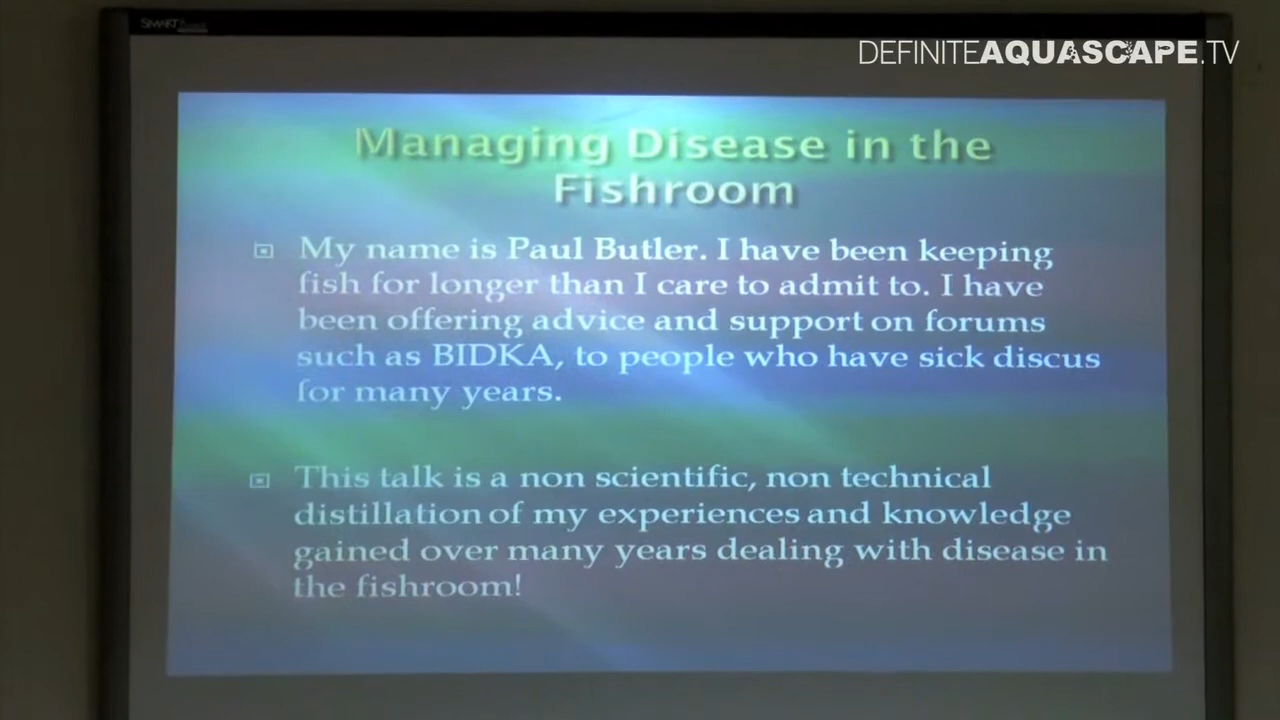 SMART
DEFINITEAQUASCAPE.TV
Managing Disease in the
Fishroom
My name is Paul Butler. I have been keeping
fish for longer than I care to admit to. I have
been offering advice and support on forums
such as BIDKA, to people who have sick discus
for many years.
This talk is a non scientific, non technical
distillation of my experiences and knowledge
gained over many years dealing with disease in
the fishroom!